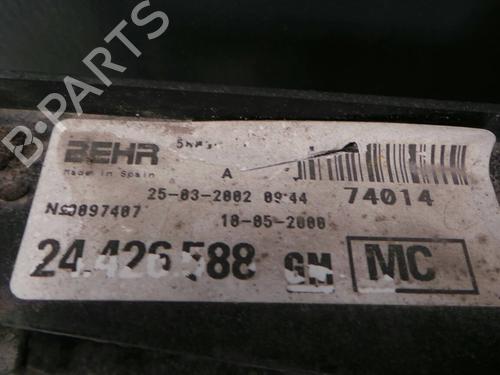 B-PARTS
BEHR
Made in Spain
A
25-03-2002 09:44
74014
10-05-2000
24.426.588 GM MC